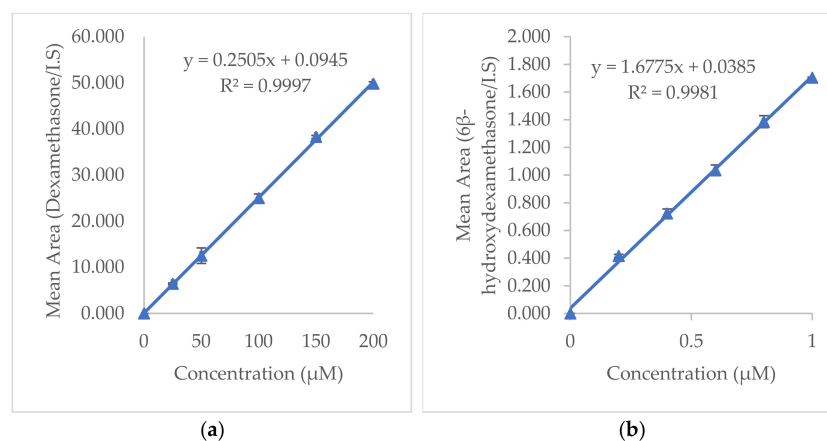 60.000
50.000
40.000
30.000
20.000
10.000
0.000
Mean Area (Dexamethasone/I.S)
y = 0.2505x + 0.0945
R² = 0.9997
0
50
100
150
200
Concentration (μM)
(a)
2.000
1.800
1.600
1.400
1.200
1.000
0.800
0.600
0.400
0.200
0.000
Mean Area (6β-
hydroxydexamethasone/I.S)
y = 1.6775x + 0.0385
R² = 0.9981
0
0.5
1
Concentration (μM)
(b)